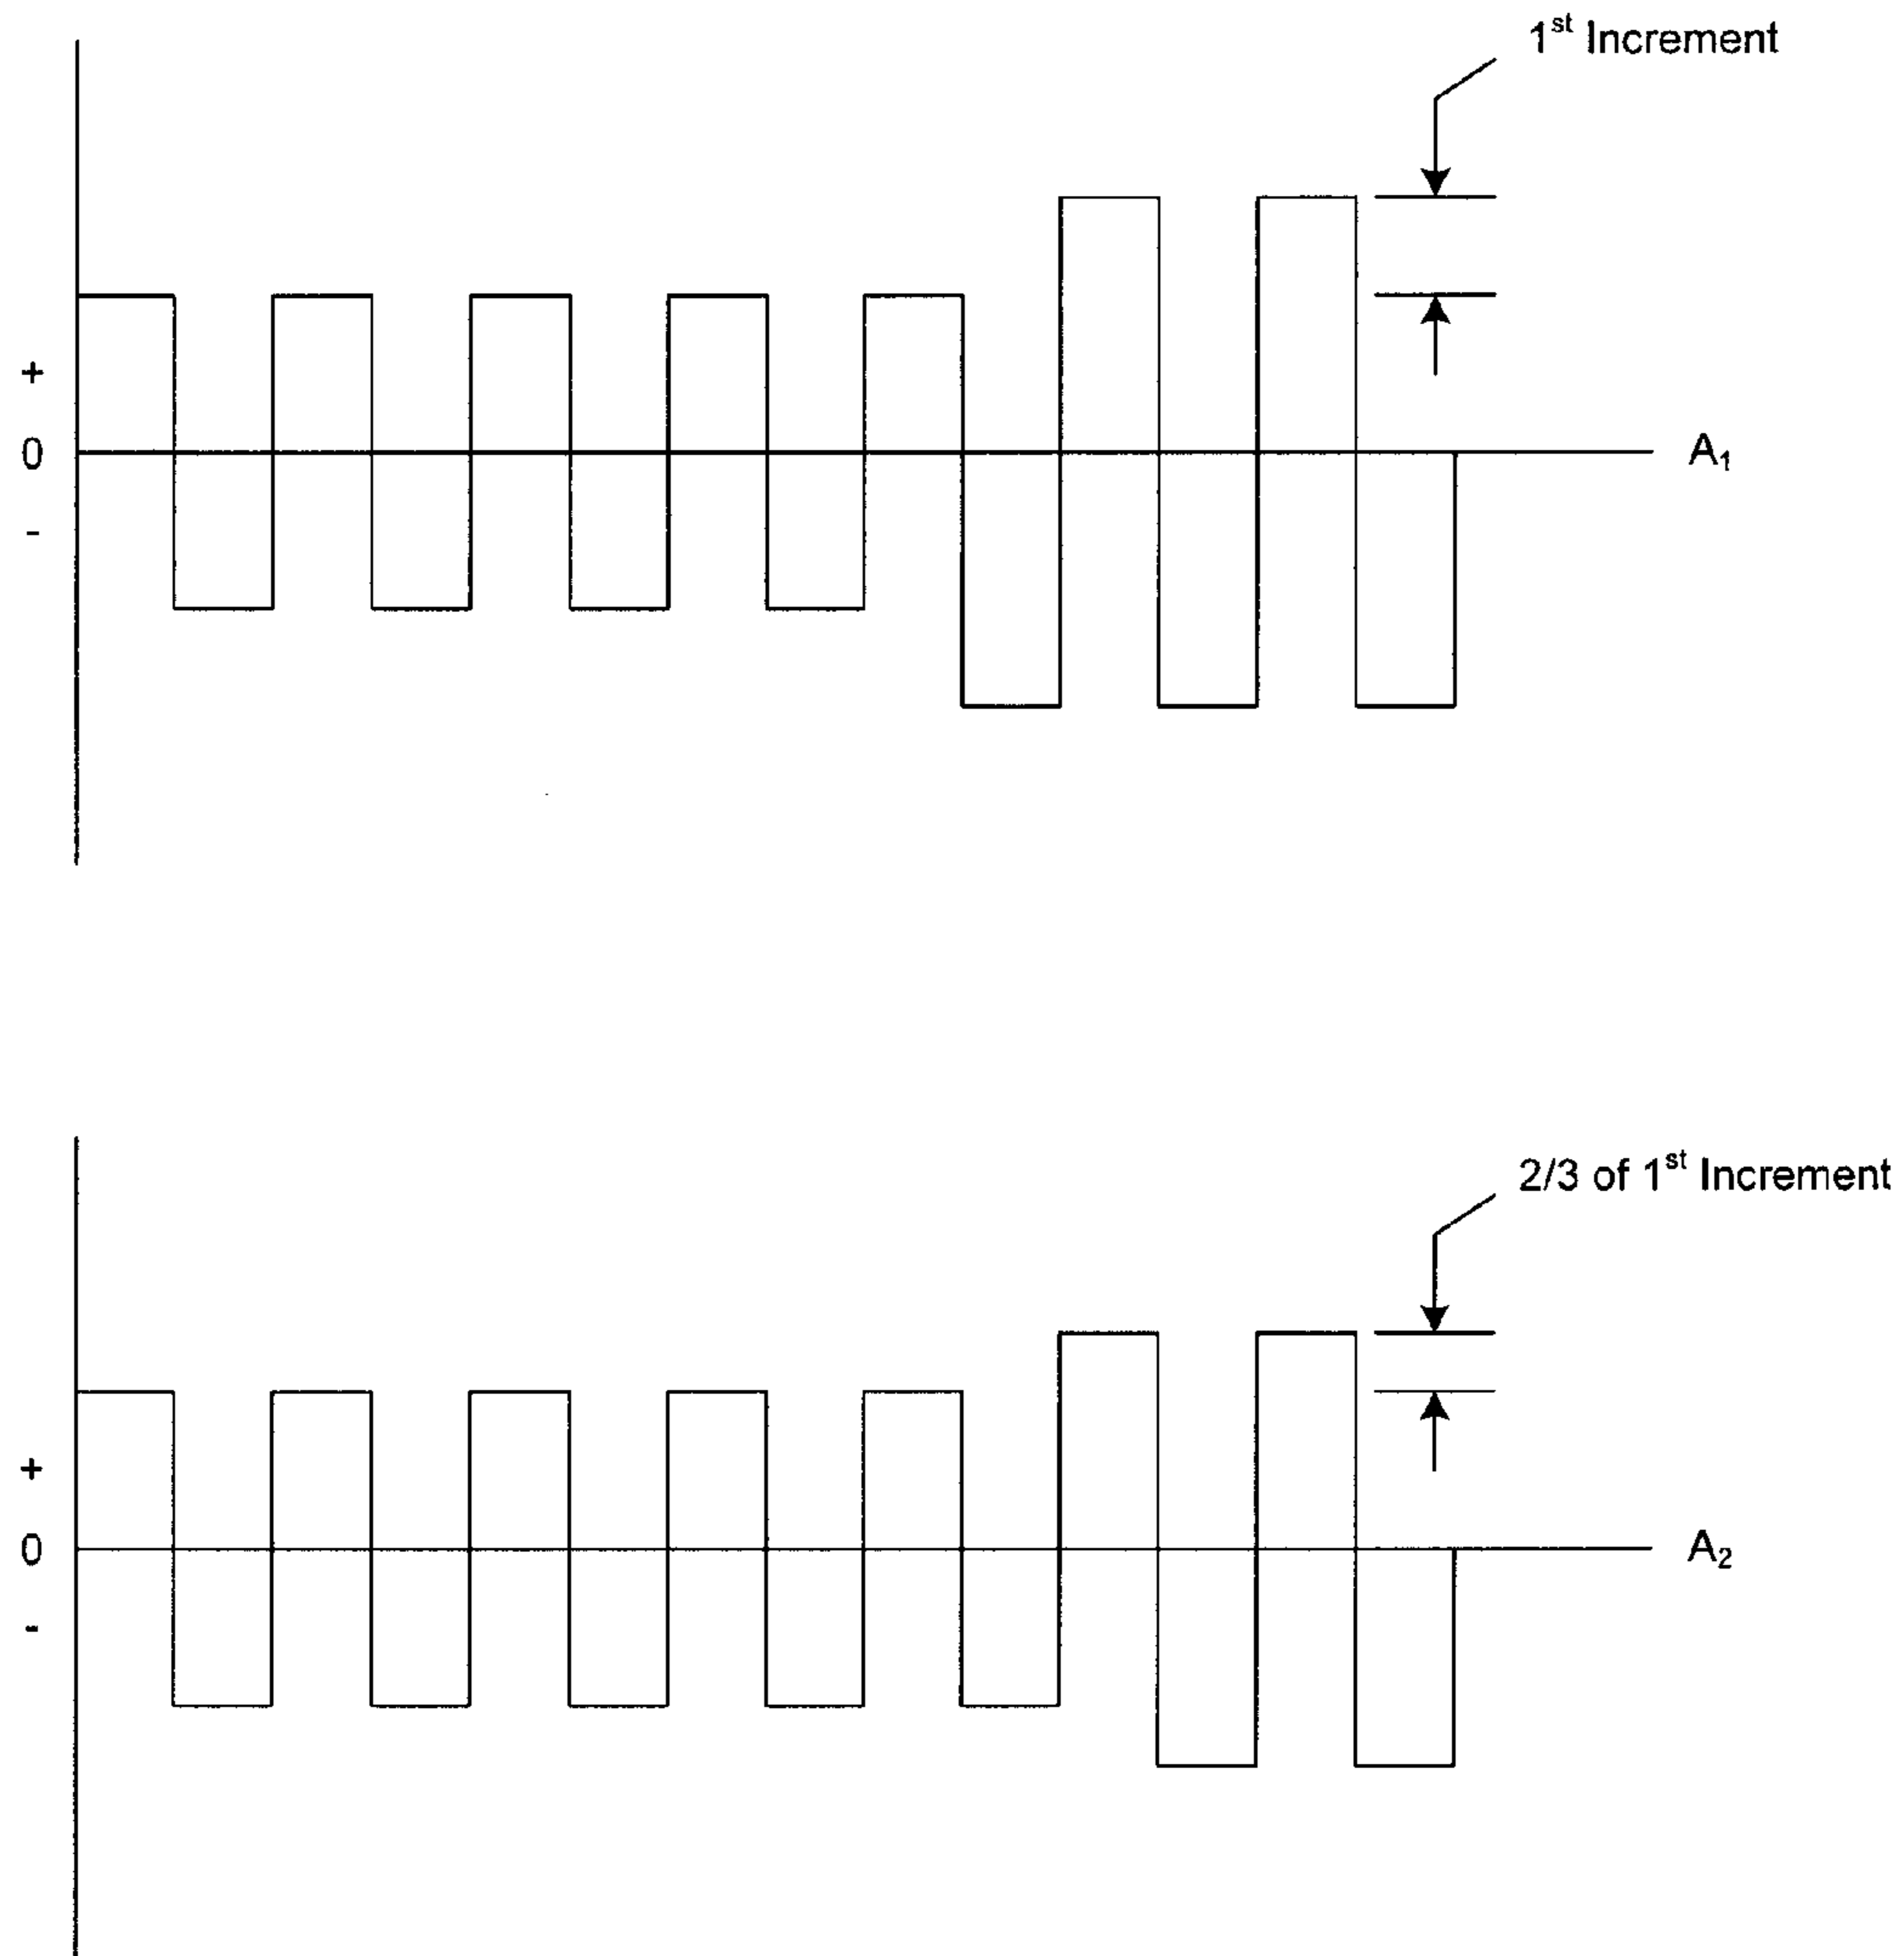 1st Increment
+
0
A1
-
2/3 of 1st Increment
+
0
A2
-